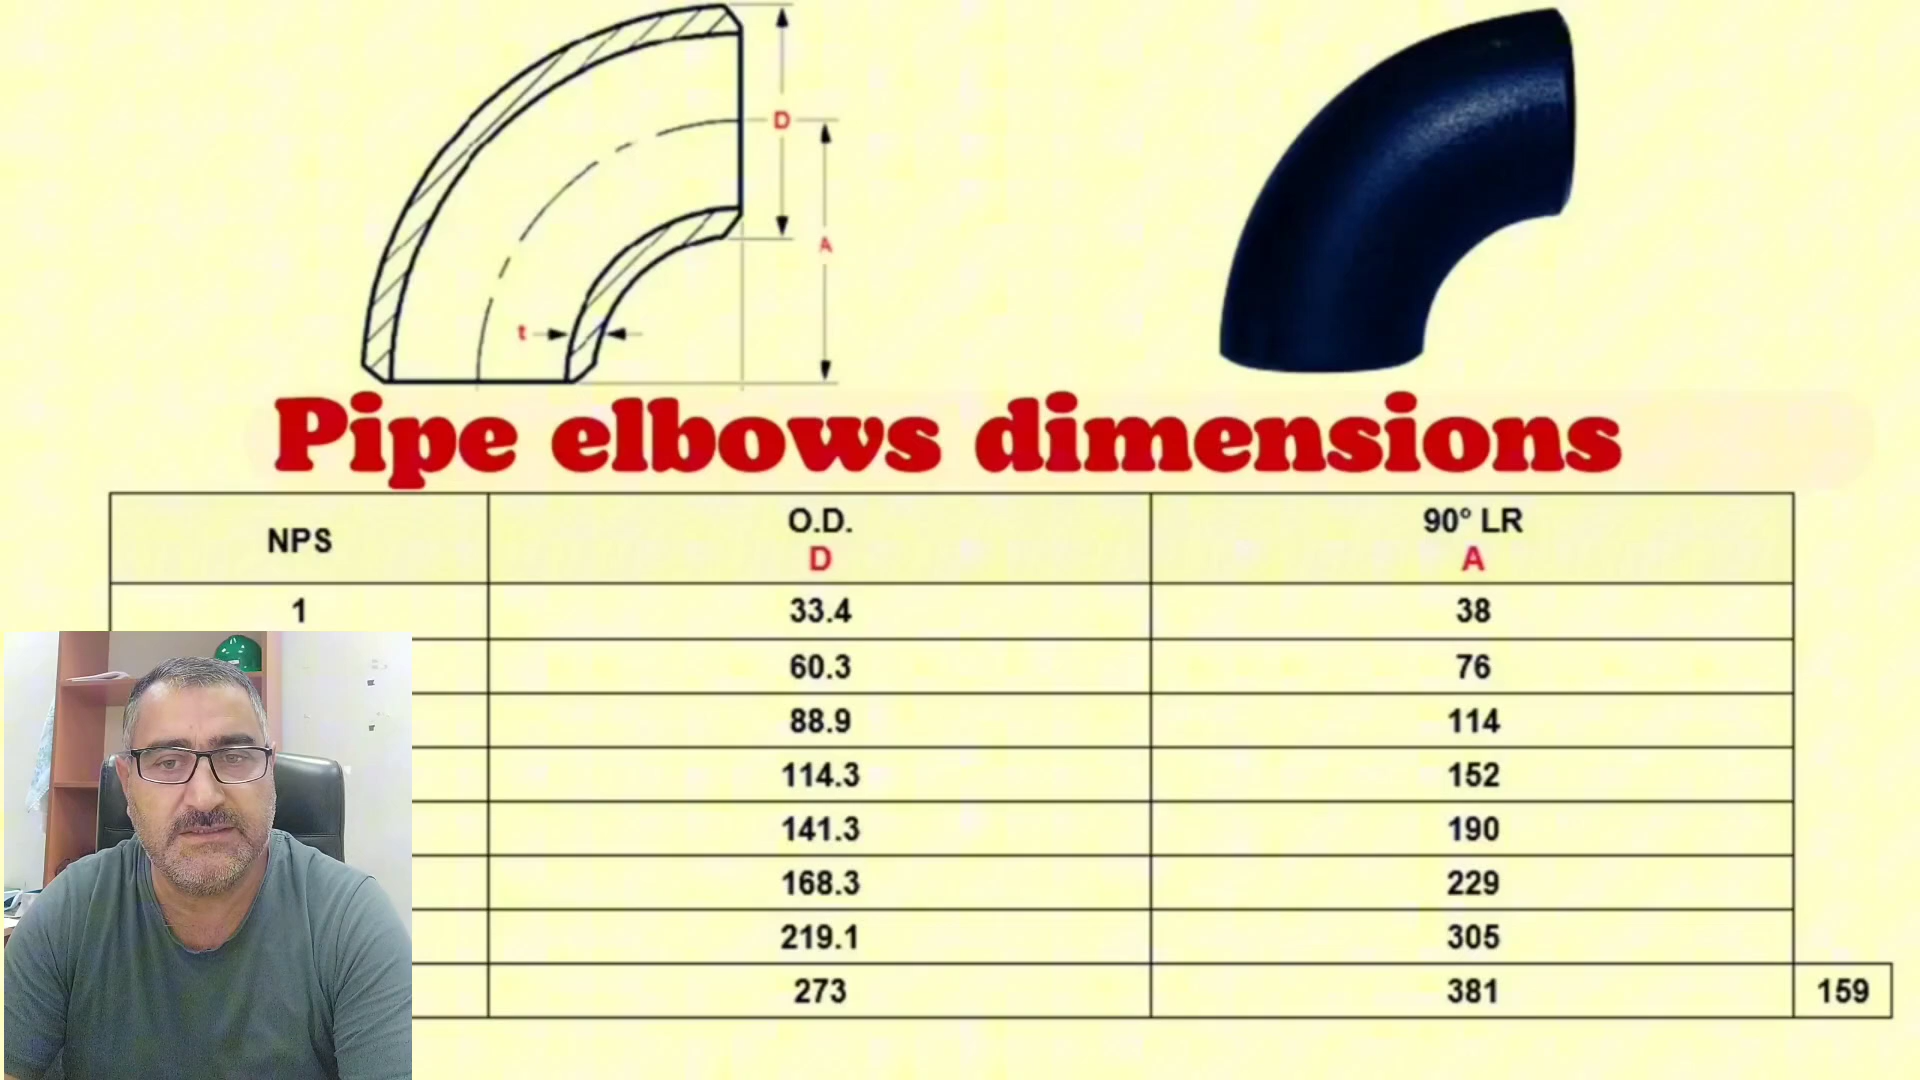 D
A
t
Pipe elbows dimensions
NPS O.D. 90° LR
D A
1 33.4 38
60.3 76
88.9 114
114.3 152
141.3 190
168.3 229
219.1 305
273 381 159